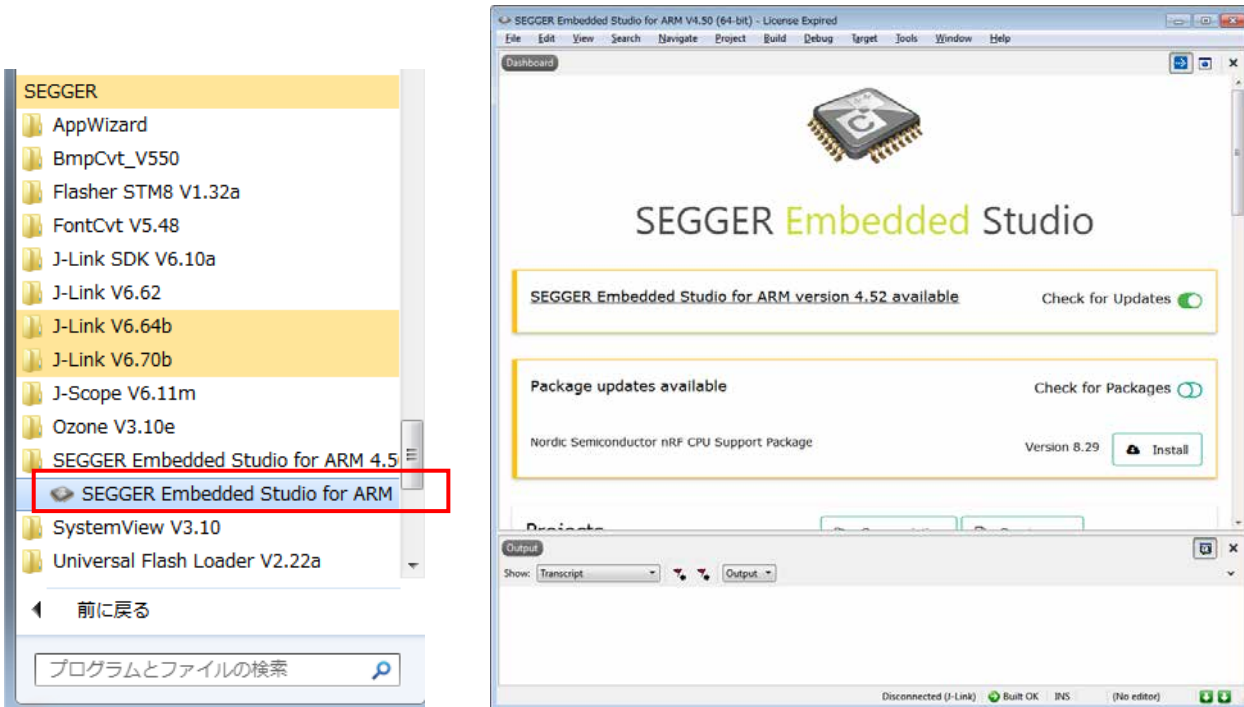 SEGGER
AppWizard
BmpCvt_V550
Flasher STM8 V1.32a
FontCvt V5.48
J-Link SDK V6.10a
J-Link V6.62
J-Link V6.64b
J-Link V6.70b
J-Scope V6.11m
Ozone V3.10e
SEGGER Embedded Studio for ARM 4.5
SEGGER Embedded Studio for ARM
SystemView V3.10
Universal Flash Loader V2.22a
前に戻る
プログラムとファイルの検索
SEGGER Embedded Studio for ARM V4.50 (64-bit) - License Expired
File Edit View Search Navigate Project Build Debug Target Tools Window Help
Dashboard
SEGGER Embedded Studio
SEGGER Embedded Studio for ARM version 4.52 available Check for Updates
Package updates available Check for Packages
Nordic Semiconductor nRF CPU Support Package Version 8.29 Install
Projects
Output
Show: Transcript Output
Disconnected (J-Link) Built OK INS (No editor)